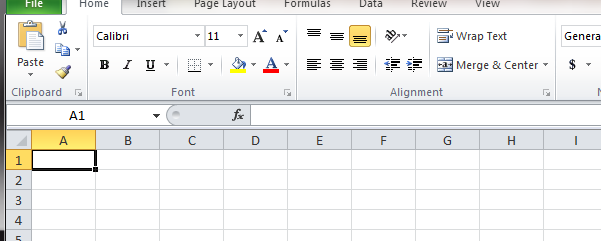 File Home Insert Page Layout Formulas Data Review View
Calibri 11 A A Wrap Text Genera
Paste B I U A Merge & Center $
Clipboard Font Alignment
A1 fx
A B C D E F G H I
1
2
3
4
5